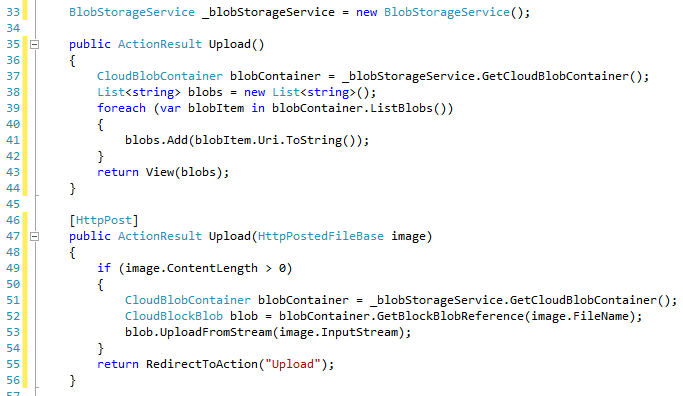 33 BlobStorageService _blobStorageService = new BlobStorageService();
34
35 public ActionResult Upload()
36 {
37 CloudBlobContainer blobContainer = _blobStorageService.GetCloudBlobContainer();
38 List<string> blobs = new List<string>();
39 foreach (var blobItem in blobContainer.ListBlobs())
40 {
41 blobs.Add(blobItem.Uri.ToString());
42 }
43 return View(blobs);
44 }
45
46 [HttpPost]
47 public ActionResult Upload(HttpPostedFileBase image)
48 {
49 if (image.ContentLength > 0)
50 {
51 CloudBlobContainer blobContainer = _blobStorageService.GetCloudBlobContainer();
52 CloudBlockBlob blob = blobContainer.GetBlockBlobReference(image.FileName);
53 blob.UploadFromStream(image.InputStream);
54 }
55 return RedirectToAction("Upload");
56 }
57